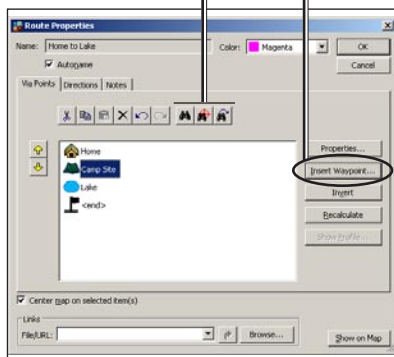 Route Properties
Name: Home to Lake Color: Magenta OK
Autoname Cancel
Via Points Directions Notes
Home Properties...
Camp Site Insert Waypoint...
Lake Invert
<end> Recalculate
Show Profile...
Center map on selected item(s)
Links
File/URL: Browse... Show on Map